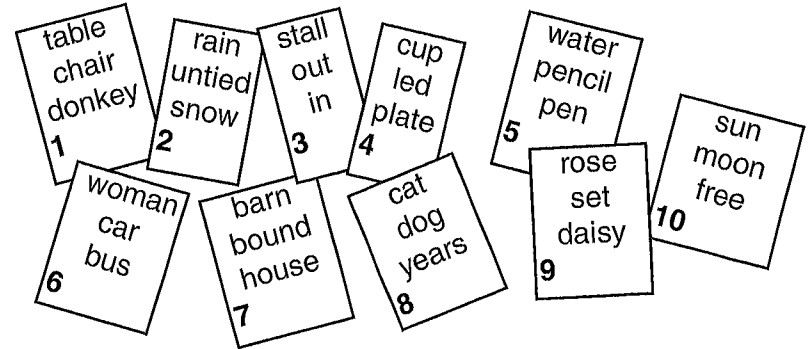 table
chair
donkey
1
rain
untied
snow
2
stall
out
in
3
cup
led
plate
4
water
pencil
pen
5
woman
car
bus
6
barn
bound
house
7
cat
dog
years
8
rose
set
daisy
9
sun
moon
free
10